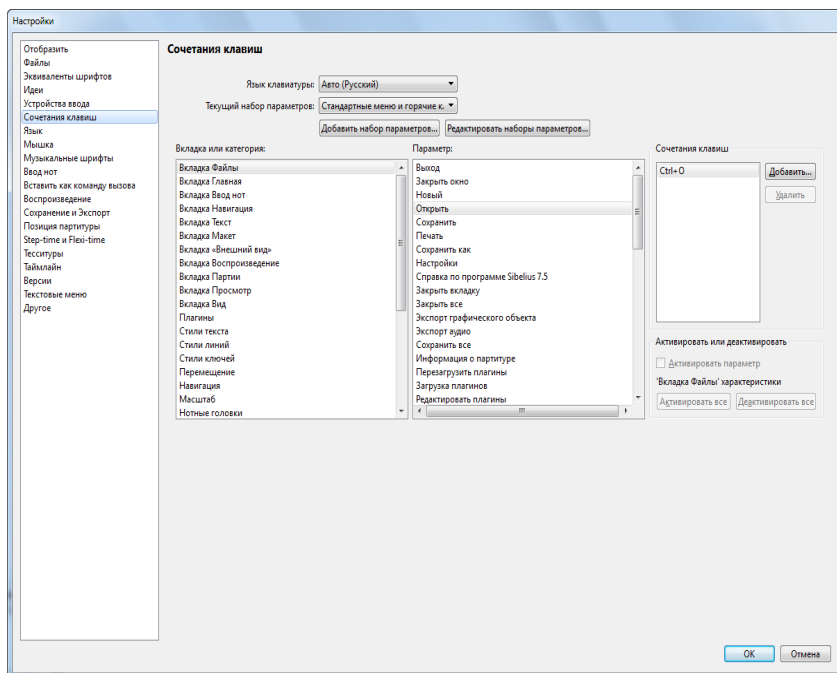 Настройки
Отобразить
Файлы
Эквиваленты шрифтов
Идеи
Устройства ввода
Сочетания клавиш
Язык
Мышка
Музыкальные шрифты
Ввод нот
Вставить как команду вызова
Воспроизведение
Сохранение и Экспорт
Позиция партитуры
Step-time и Flexi-time
Тесситуры
Таймлайн
Версии
Текстовые меню
Другое
Сочетания клавиш
Язык клавиатуры: Авто (Русский)
Текущий набор параметров: Стандартные меню и горячие к.
Добавить набор параметров... Редактировать наборы параметров...
Вкладка или категория:
Вкладка Файлы
Вкладка Главная
Вкладка Ввод нот
Вкладка Навигация
Вкладка Текст
Вкладка Макет
Вкладка «Внешний вид»
Вкладка Воспроизведение
Вкладка Партии
Вкладка Просмотр
Вкладка Вид
Плагины
Стили текста
Стили линий
Стили ключей
Перемещение
Навигация
Масштаб
Нотные головки
Параметр:
Выход
Закрыть окно
Новый
Открыть
Сохранить
Печать
Сохранить как
Настройки
Справка по программе Sibelius 7.5
Закрыть вкладку
Закрыть все
Экспорт графического объекта
Экспорт аудио
Сохранить все
Информация о партитуре
Перезагрузить плагины
Загрузка плагинов
Редактировать плагины
Сочетания клавиш
Ctrl+O
Добавить...
Удалить
Активировать или деактивировать
Активировать параметр
'Вкладка Файлы' характеристики
Активировать все Деактивировать все
OK Отмена